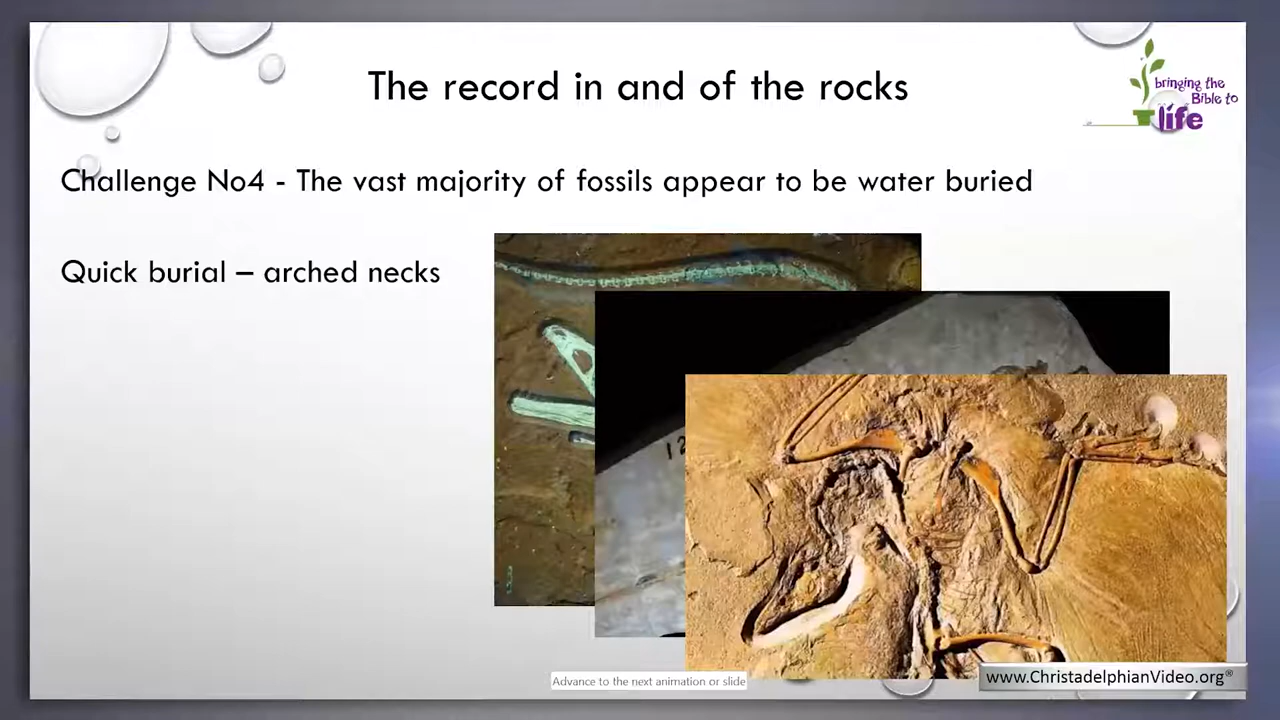 The record in and of the rocks
bringing the
Bible to
life
Challenge No4 - The vast majority of fossils appear to be water buried
Quick burial – arched necks
12
Advance to the next animation or slide
www.ChristadelphianVideo.org®